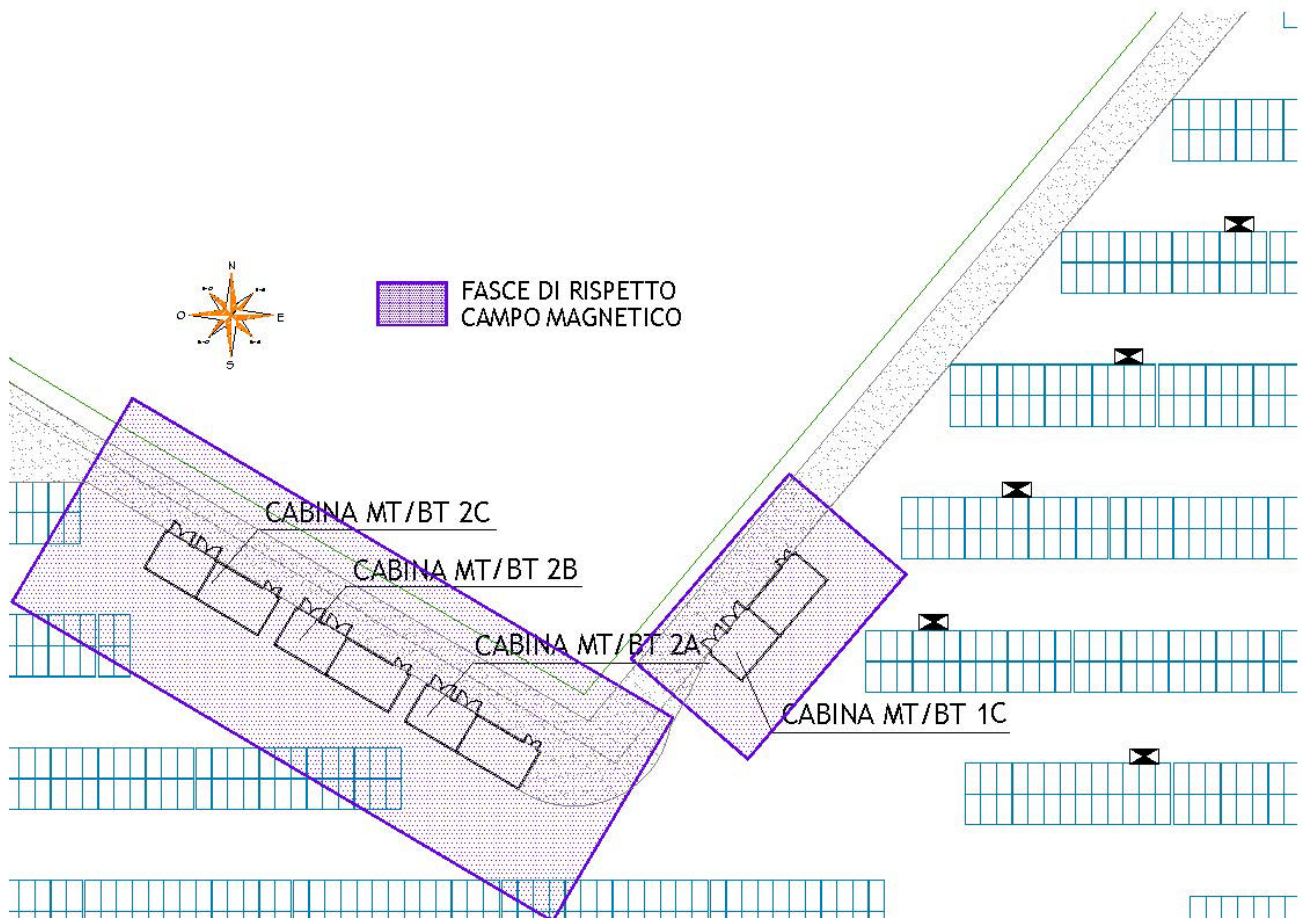 N
O
E
S
FASCE DI RISPETTO
CAMPO MAGNETICO
CABINA MT/BT 2C
CABINA MT/BT 2B
CABINA MT/BT 2A
CABINA MT/BT 1C